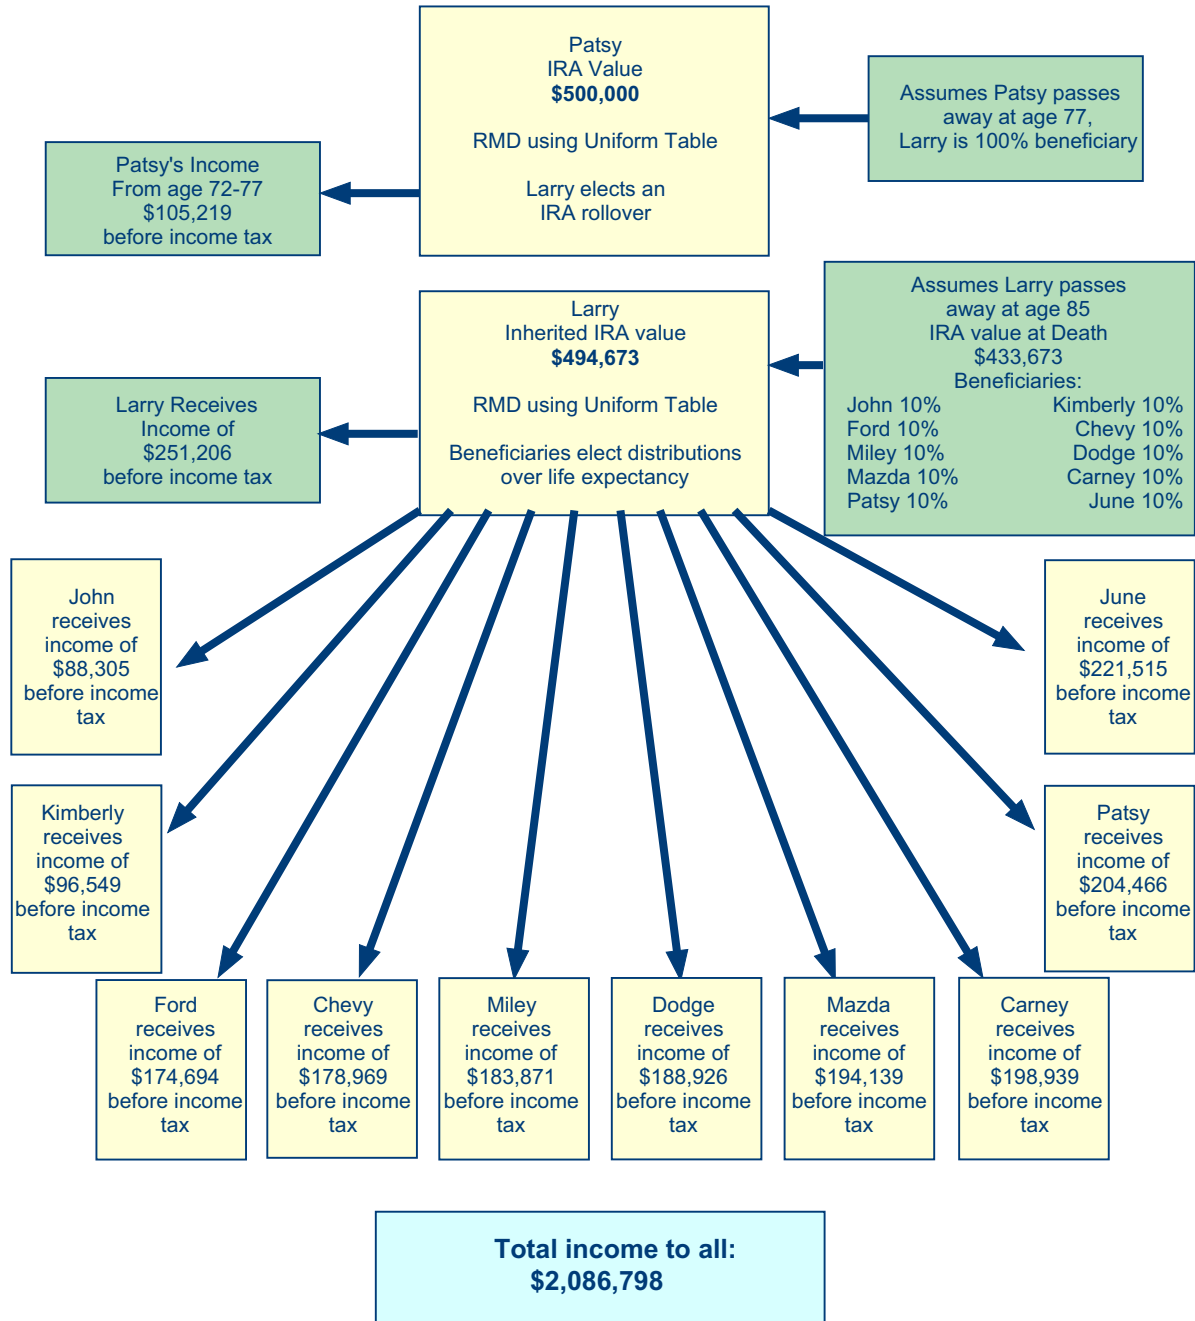 Patsy
IRA Value
$500,000
RMD using Uniform Table
Larry elects an
IRA rollover
Assumes Patsy passes
away at age 77,
Larry is 100% beneficiary
Patsy's Income
From age 72-77
$105,219
before income tax
Larry
Inherited IRA value
$494,673
RMD using Uniform Table
Beneficiaries elect distributions
over life expectancy
Assumes Larry passes
away at age 85
IRA value at Death
$433,673
Beneficiaries:
John 10% Kimberly 10%
Ford 10% Chevy 10%
Miley 10% Dodge 10%
Mazda 10% Carney 10%
Patsy 10% June 10%
Larry Receives
Income of
$251,206
before income tax
John
receives
income of
$88,305
before income
tax
June
receives
income of
$221,515
before income
tax
Kimberly
receives
income of
$96,549
before income
tax
Patsy
receives
income of
$204,466
before income
tax
Ford
receives
income of
$174,694
before income
tax
Chevy
receives
income of
$178,969
before income
tax
Miley
receives
income of
$183,871
before income
tax
Dodge
receives
income of
$188,926
before income
tax
Mazda
receives
income of
$194,139
before income
tax
Carney
receives
income of
$198,939
before income
tax
Total income to all:
$2,086,798